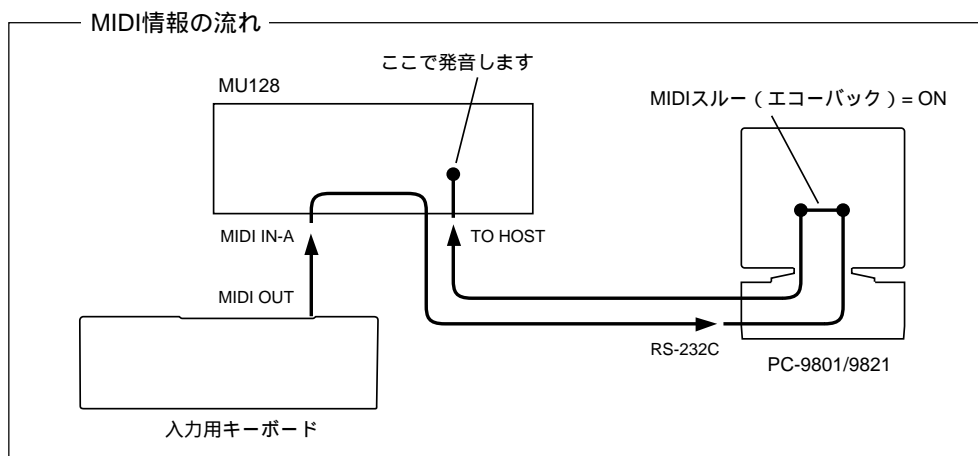 MIDI情報の流れ
ここで発音します
MU128
MIDIスルー（エコーバック）= ON
MIDI IN-A
TO HOST
MIDI OUT
RS-232C
PC-9801/9821
入力用キーボード